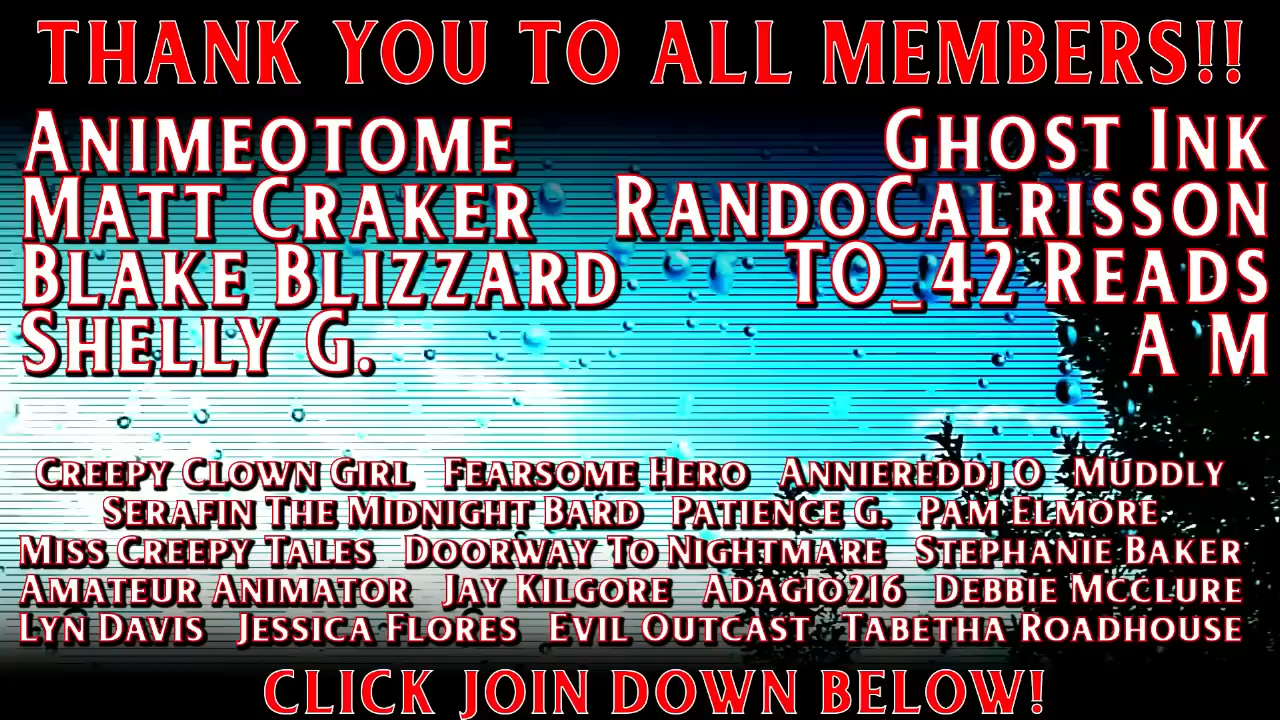 THANK YOU TO ALL MEMBERS!!
ANIMEOTOME
MATT CRAKER
BLAKE BLIZZARD
SHELLY G.
GHOST INK
RANDOCALRISSON
TO_42 READS
A M
CREEPY CLOWN GIRL FEARSOME HERO ANNIEREDDJ O MUDDLY
SERAFIN THE MIDNIGHT BARD PATIENCE G. PAM ELMORE
MISS CREEPY TALES DOORWAY TO NIGHTMARE STEPHANIE BAKER
AMATEUR ANIMATOR JAY KILGORE ADAGIO216 DEBBIE MCCLURE
LYN DAVIS JESSICA FLORES EVIL OUTCAST TABETHA ROADHOUSE
CLICK JOIN DOWN BELOW!